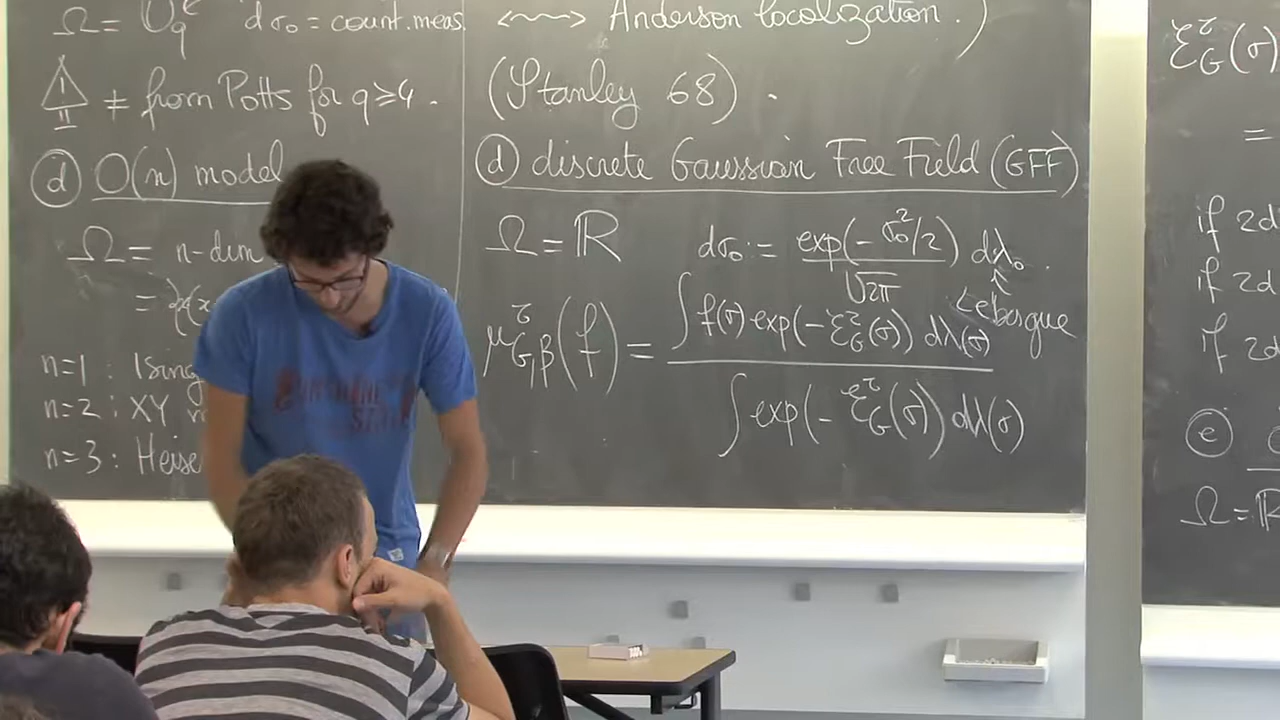 Ω = dσ₀ = count. meas.
⚠ ≠ from Potts for q ⩾ 4.
ⓓ O(n) model
Ω = n-dim
n=1 : Ising
n=2 : XY
n=3 : Heise
⟷ Anderson localization.)
(Stanley 68).
ⓓ discrete Gaussian Free Field (GFF)
Ω = ℝ dσ₀ := exp(-σ₀²/2)/√2π dλ₀.
Lebesgue
μ^τ_{G,β}(f) = ∫ f(σ) exp(-ℰ^τ_G(σ)) dλ(σ) / ∫ exp(-ℰ^τ_G(σ)) dλ(σ)
ℰ^τ_G(σ)
=
if 2d
if 2d
if 2d
ⓔ
Ω = ℝ